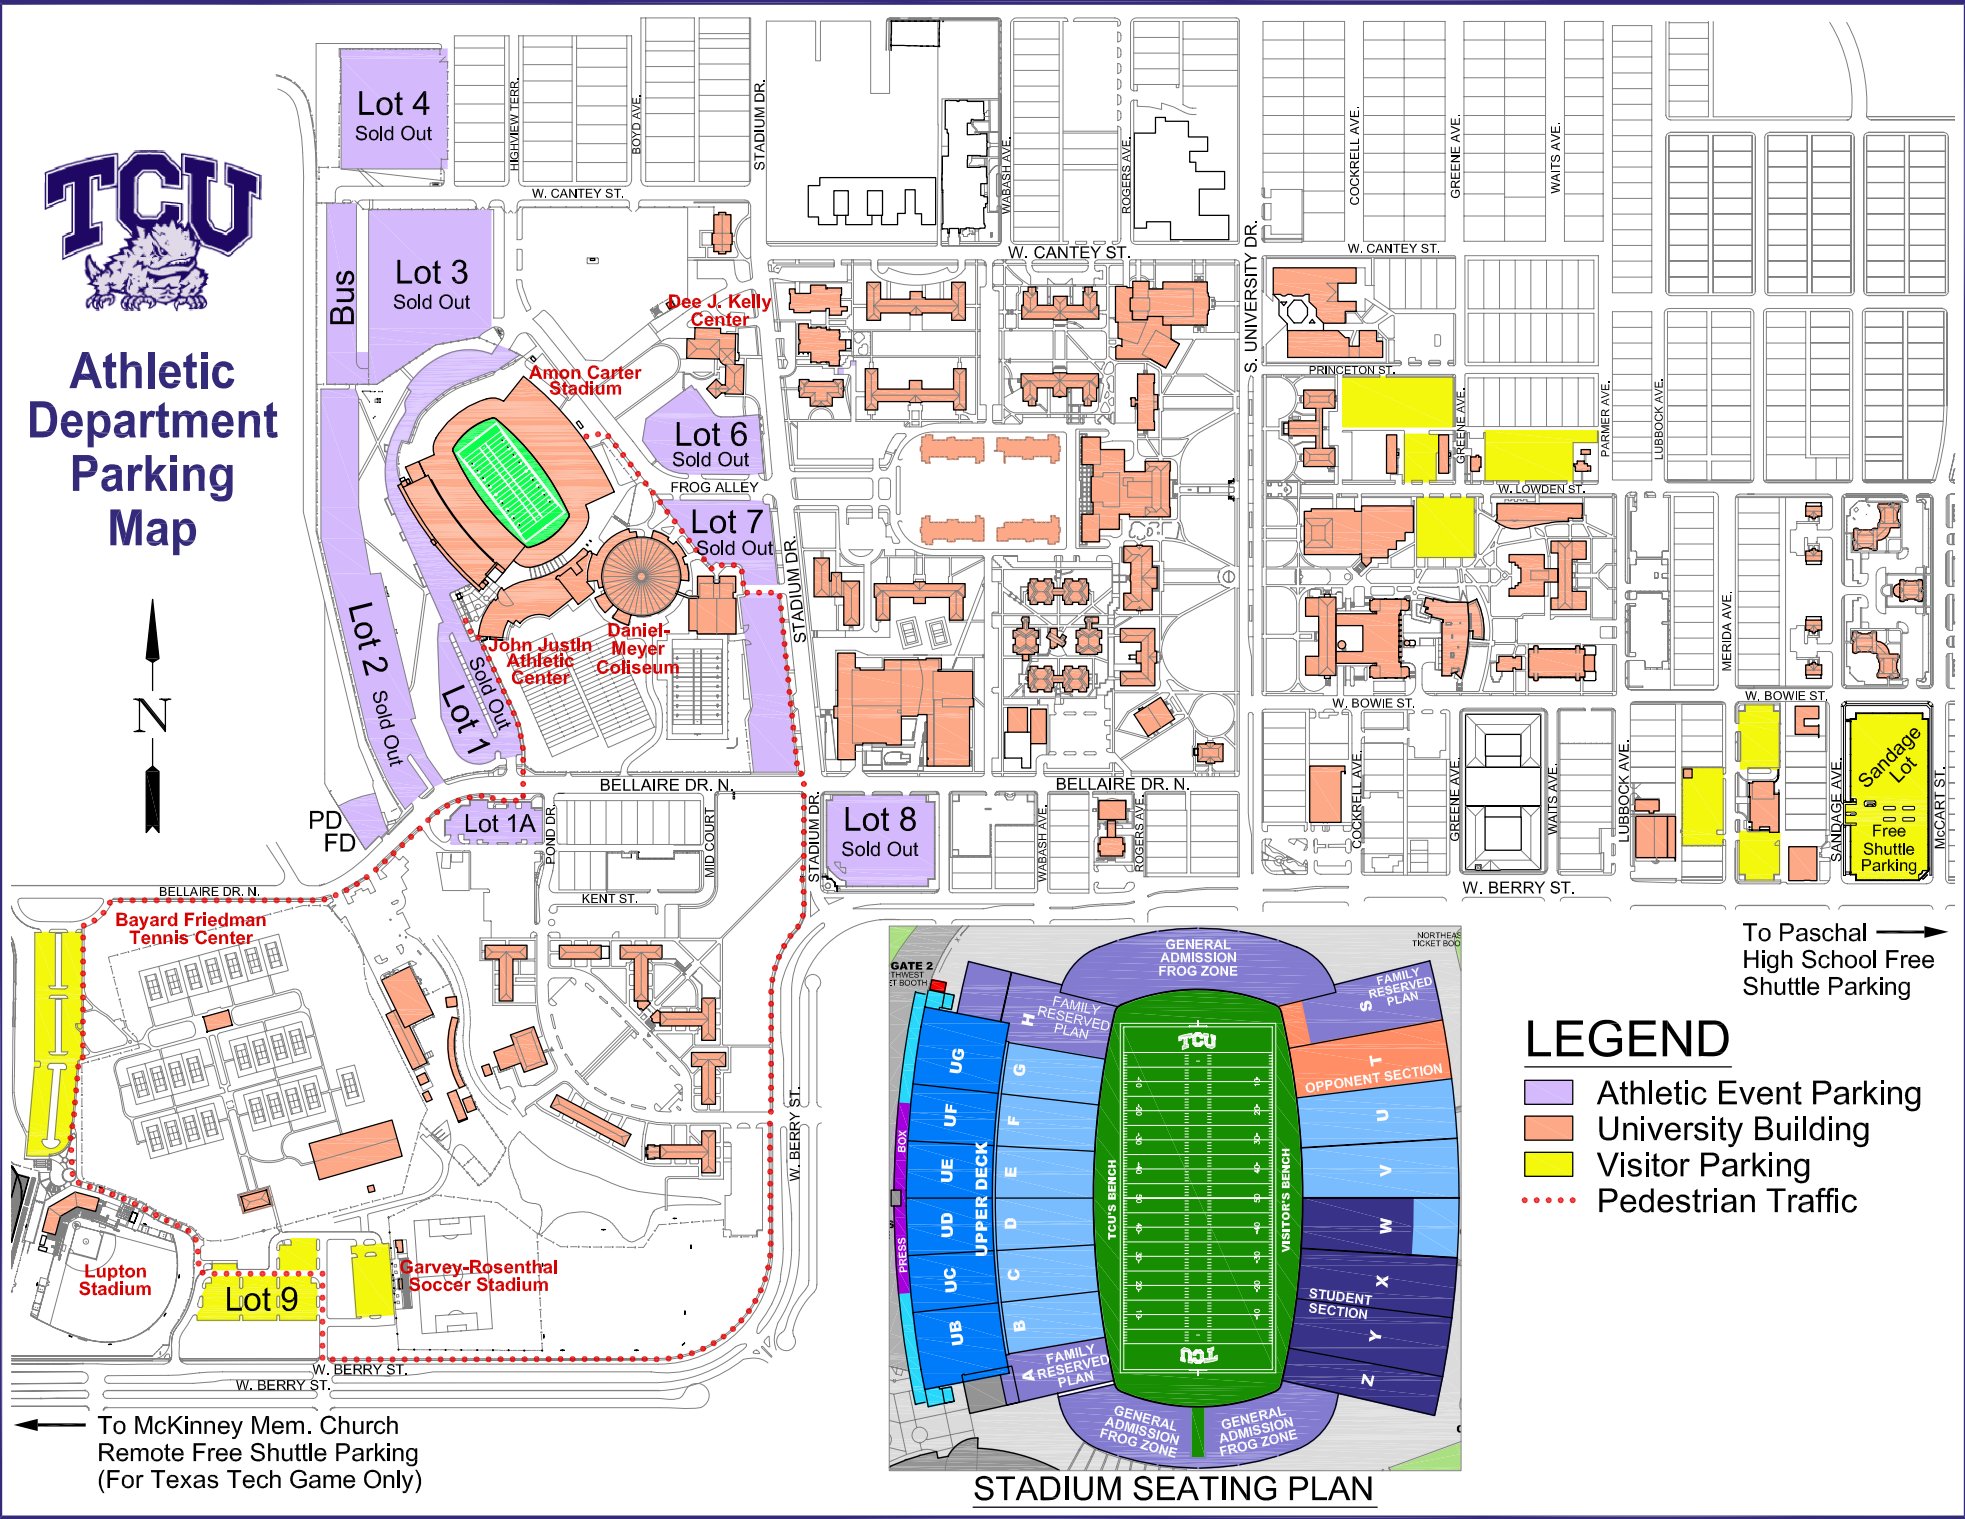 TCU
Athletic
Department
Parking
Map
N
Lot 4
Sold Out
HIGHVIEW TERR.
BOYD AVE.
STADIUM DR.
W. CANTEY ST.
Bus
Lot 3
Sold Out
Dee J. Kelly
Center
Amon Carter
Stadium
Lot 6
Sold Out
FROG ALLEY
Lot 7
Sold Out
STADIUM DR.
Lot 2
Sold Out
Lot 1
Sold Out
John Justin
Athletic
Center
Daniel-
Meyer
Coliseum
WABASH AVE.
ROGERS AVE.
W. CANTEY ST.
S. UNIVERSITY DR.
COCKRELL AVE.
GREENE AVE.
WAITS AVE.
W. CANTEY ST.
PRINCETON ST.
GREENE AVE.
PARMER AVE.
LUBBOCK AVE.
W. LOWDEN ST.
MERIDA AVE.
W. BOWIE ST.
W. BOWIE ST.
BELLAIRE DR. N.
BELLAIRE DR. N.
PD
FD
Lot 1A
POND DR.
MID COURT
STADIUM DR.
KENT ST.
Lot 8
Sold Out
WABASH AVE.
ROGERS AVE.
COCKRELL AVE.
GREENE AVE.
WAITS AVE.
LUBBOCK AVE.
SANDAGE AVE.
McCART ST.
Sandage
Lot
Free
Shuttle
Parking
W. BERRY ST.
BELLAIRE DR. N.
Bayard Friedman
Tennis Center
W. BERRY ST.
Lupton
Stadium
Lot 9
Garvey-Rosenthal
Soccer Stadium
W. BERRY ST.
W. BERRY ST.
To McKinney Mem. Church
Remote Free Shuttle Parking
(For Texas Tech Game Only)
To Paschal
High School Free
Shuttle Parking
LEGEND
Athletic Event Parking
University Building
Visitor Parking
Pedestrian Traffic
GATE 2
NORTHEAS
TICKET BOO
GENERAL
ADMISSION
FROG ZONE
H
FAMILY
RESERVED
PLAN
S
FAMILY
RESERVED
PLAN
T
OPPONENT SECTION
UG
UF
UE
UD
UC
UB
UPPER DECK
BOX
PRESS
G
F
E
D
C
B
A
FAMILY
RESERVED
PLAN
TCU
TCU'S BENCH
VISITOR'S BENCH
TCU
U
V
W
X
STUDENT
SECTION
Y
Z
GENERAL
ADMISSION
FROG ZONE
GENERAL
ADMISSION
FROG ZONE
STADIUM SEATING PLAN